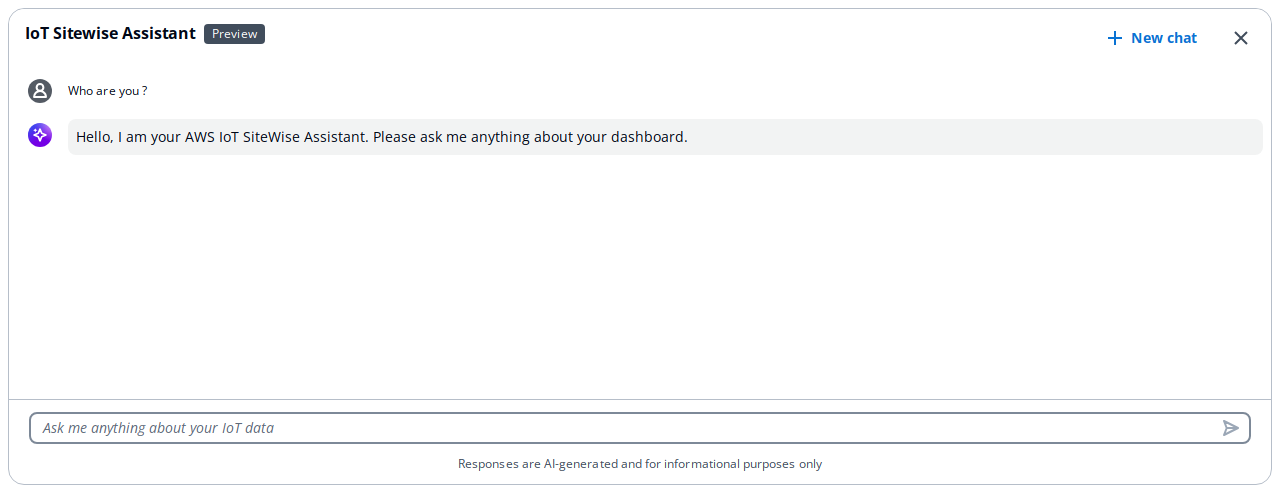 IoT Sitewise Assistant Preview
New chat
Who are you ?
Hello, I am your AWS IoT SiteWise Assistant. Please ask me anything about your dashboard.
Ask me anything about your IoT data
Responses are AI-generated and for informational purposes only